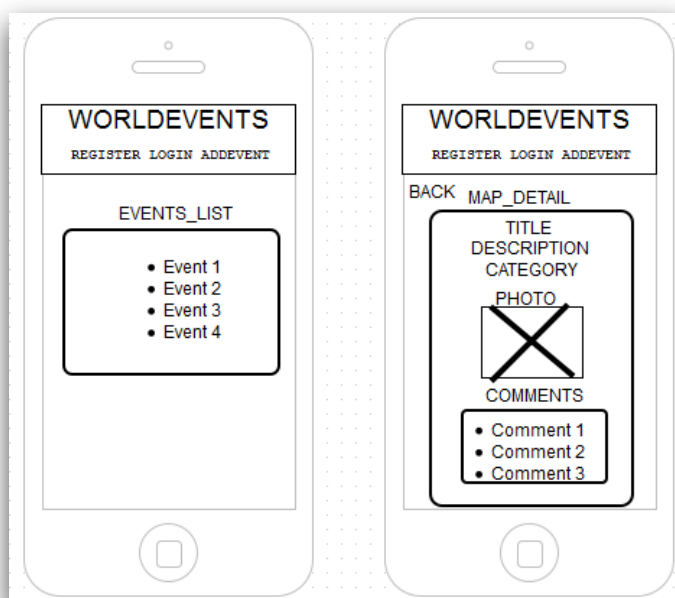 WORLDEVENTS
REGISTER LOGIN ADDEVENT
EVENTS_LIST
• Event 1
• Event 2
• Event 3
• Event 4
WORLDEVENTS
REGISTER LOGIN ADDEVENT
BACK MAP_DETAIL
TITLE
DESCRIPTION
CATEGORY
PHOTO
COMMENTS
• Comment 1
• Comment 2
• Comment 3